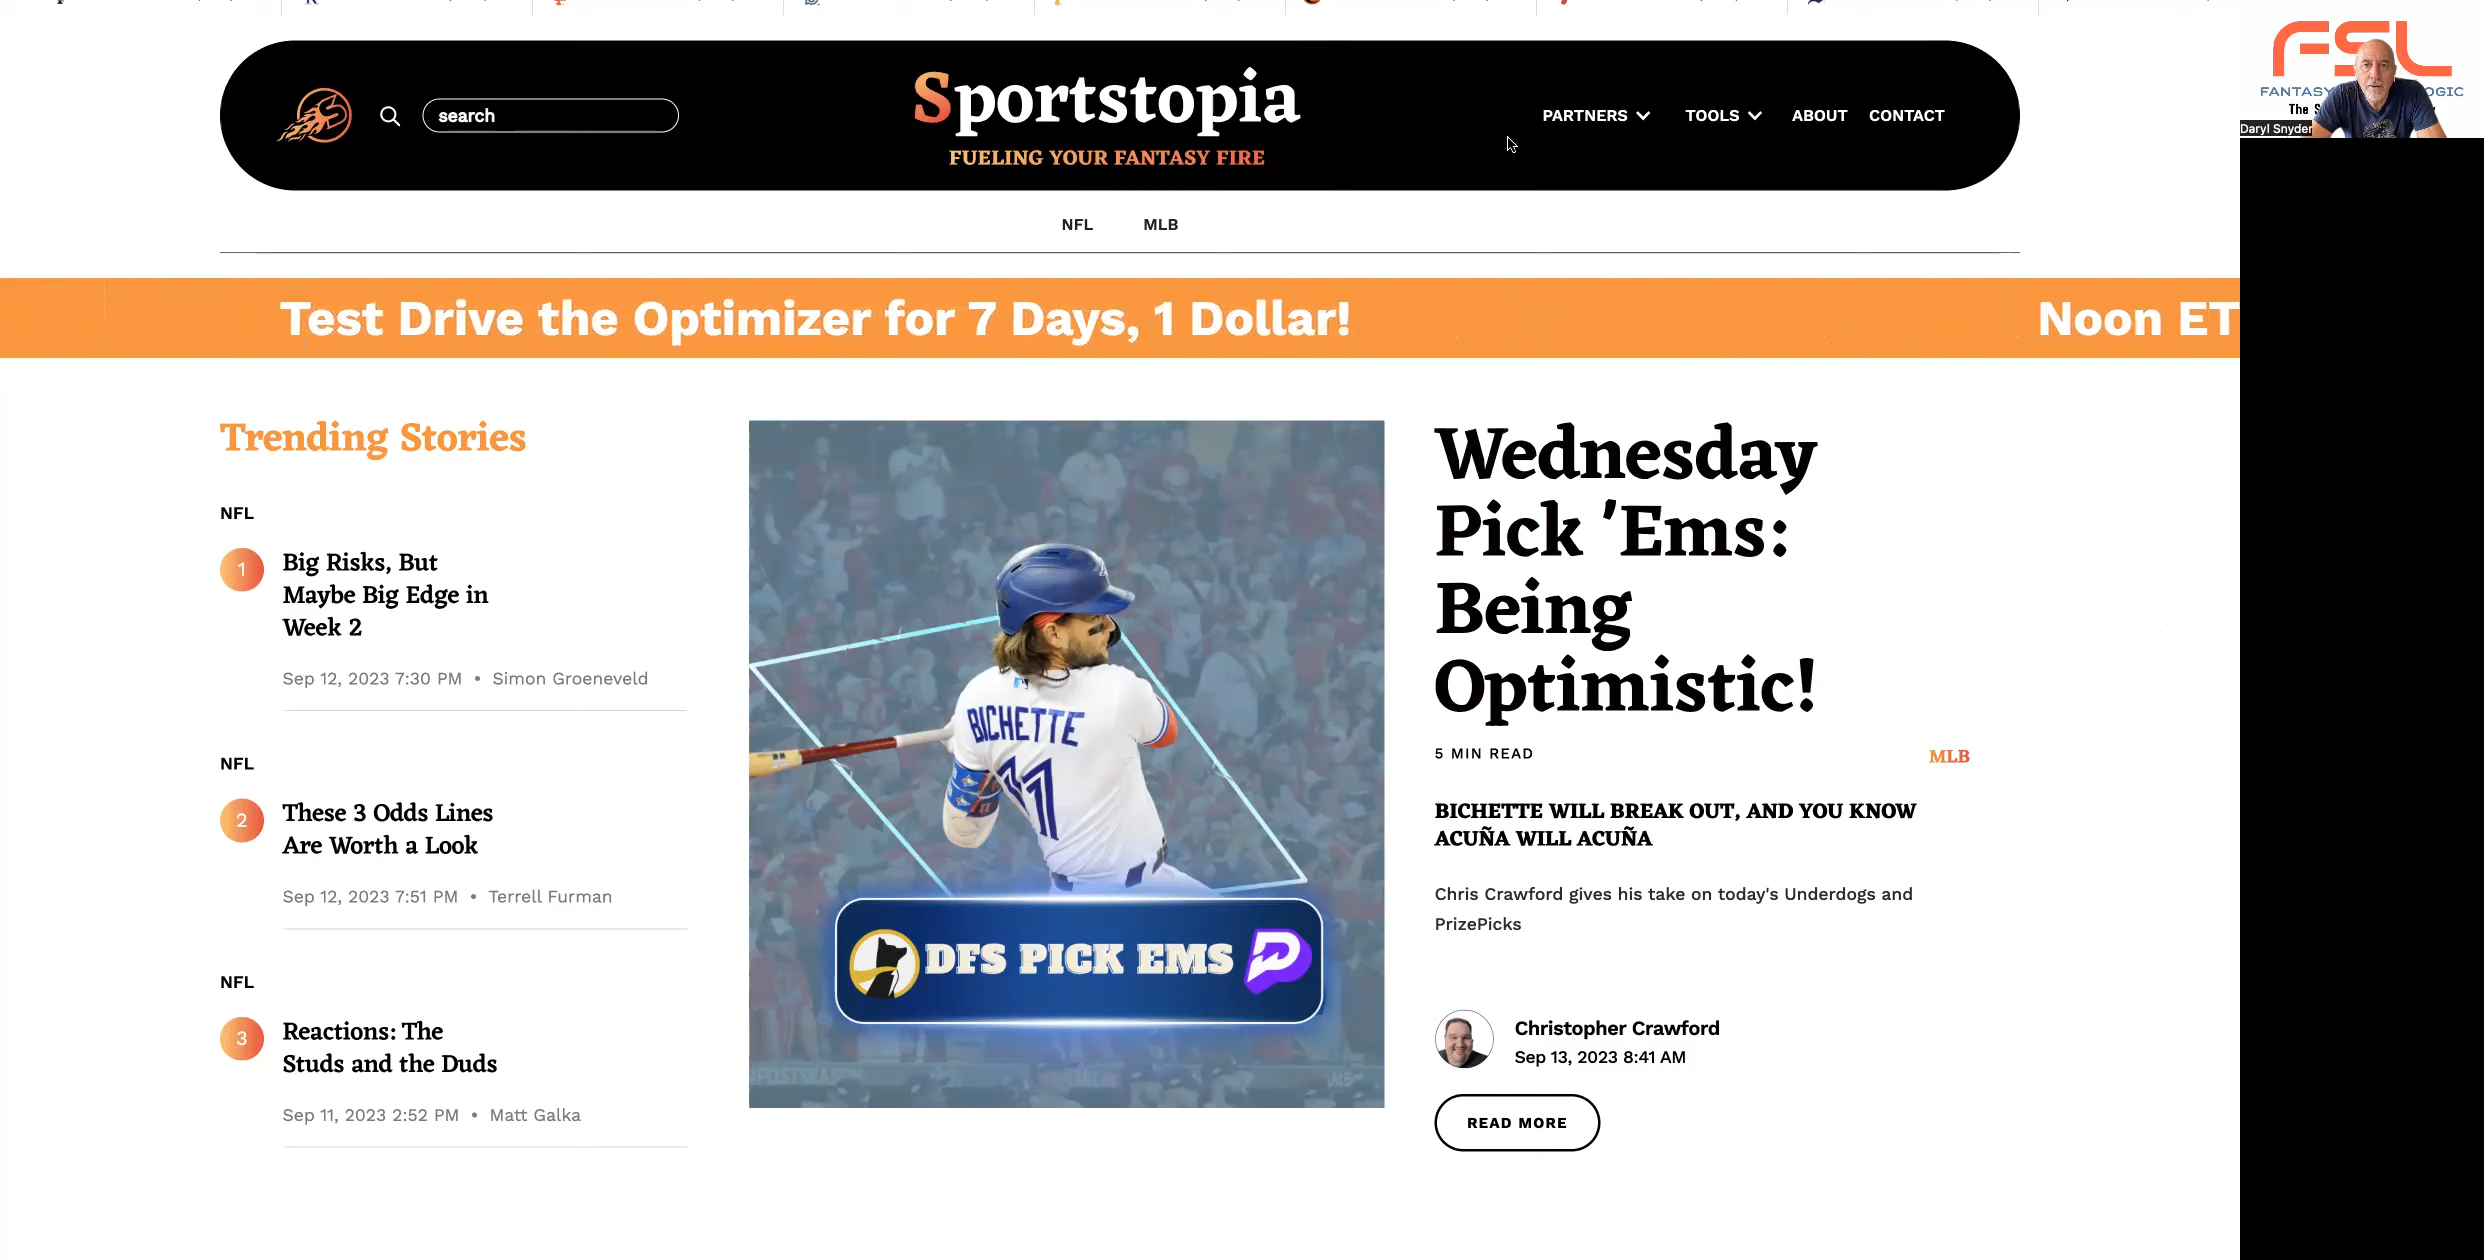 search
Sportstopia
FUELING YOUR FANTASY FIRE
PARTNERS TOOLS ABOUT CONTACT
FSL
FANTASY OGIC
The
Daryl Snyder
NFL MLB
Test Drive the Optimizer for 7 Days, 1 Dollar! Noon ET
Trending Stories
NFL
1
Big Risks, But
Maybe Big Edge in
Week 2
Sep 12, 2023 7:30 PM • Simon Groeneveld
NFL
2
These 3 Odds Lines
Are Worth a Look
Sep 12, 2023 7:51 PM • Terrell Furman
NFL
3
Reactions: The
Studs and the Duds
Sep 11, 2023 2:52 PM • Matt Galka
BICHETTE
11
DFS PICK EMS
POSTSEASON
Wednesday
Pick 'Ems:
Being
Optimistic!
5 MIN READ
MLB
BICHETTE WILL BREAK OUT, AND YOU KNOW
ACUÑA WILL ACUÑA
Chris Crawford gives his take on today's Underdogs and
PrizePicks
Christopher Crawford
Sep 13, 2023 8:41 AM
READ MORE